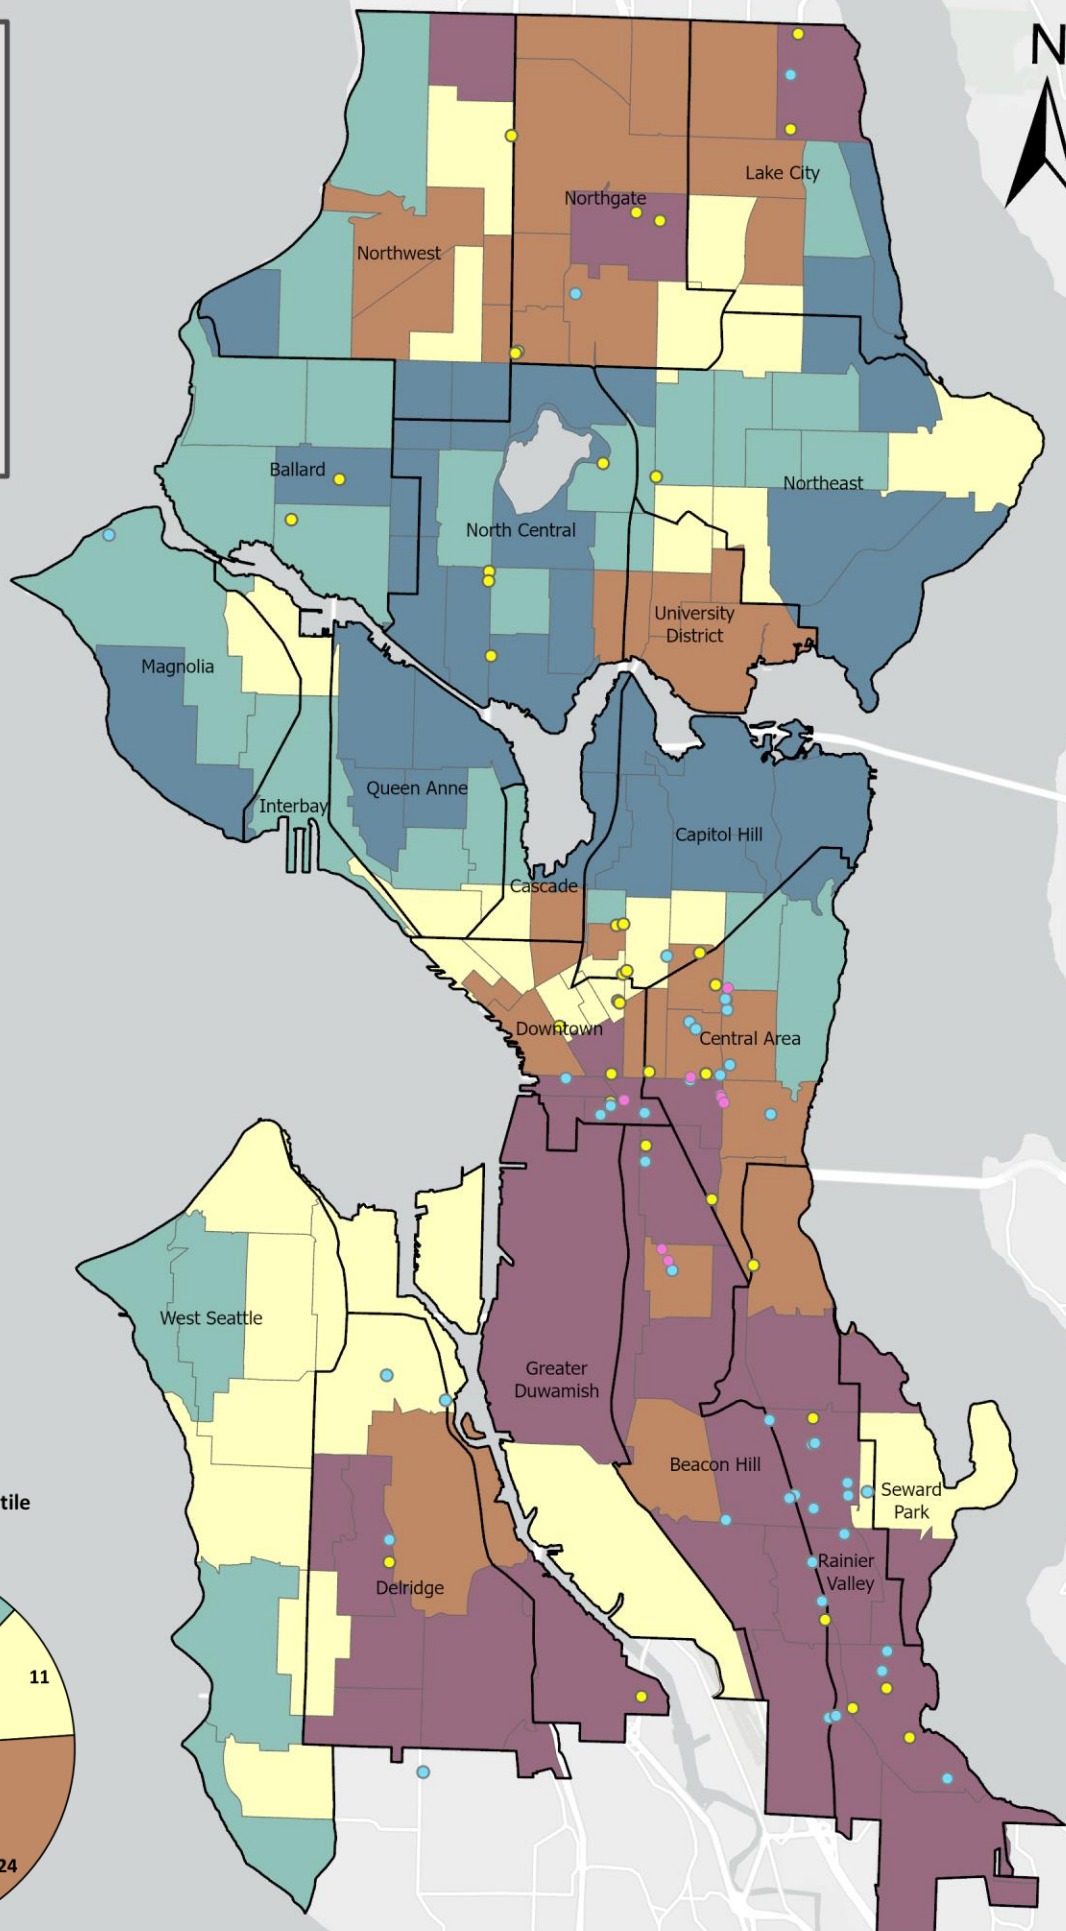 N
Lake City
Northgate
Northwest
Ballard
Northeast
North Central
University
District
Magnolia
Queen Anne
Interbay
Capitol Hill
Cascade
Downtown
Central Area
West Seattle
Greater
Duwamish
Beacon Hill
Seward
Park
tile
Rainier
Valley
Delridge
11
24